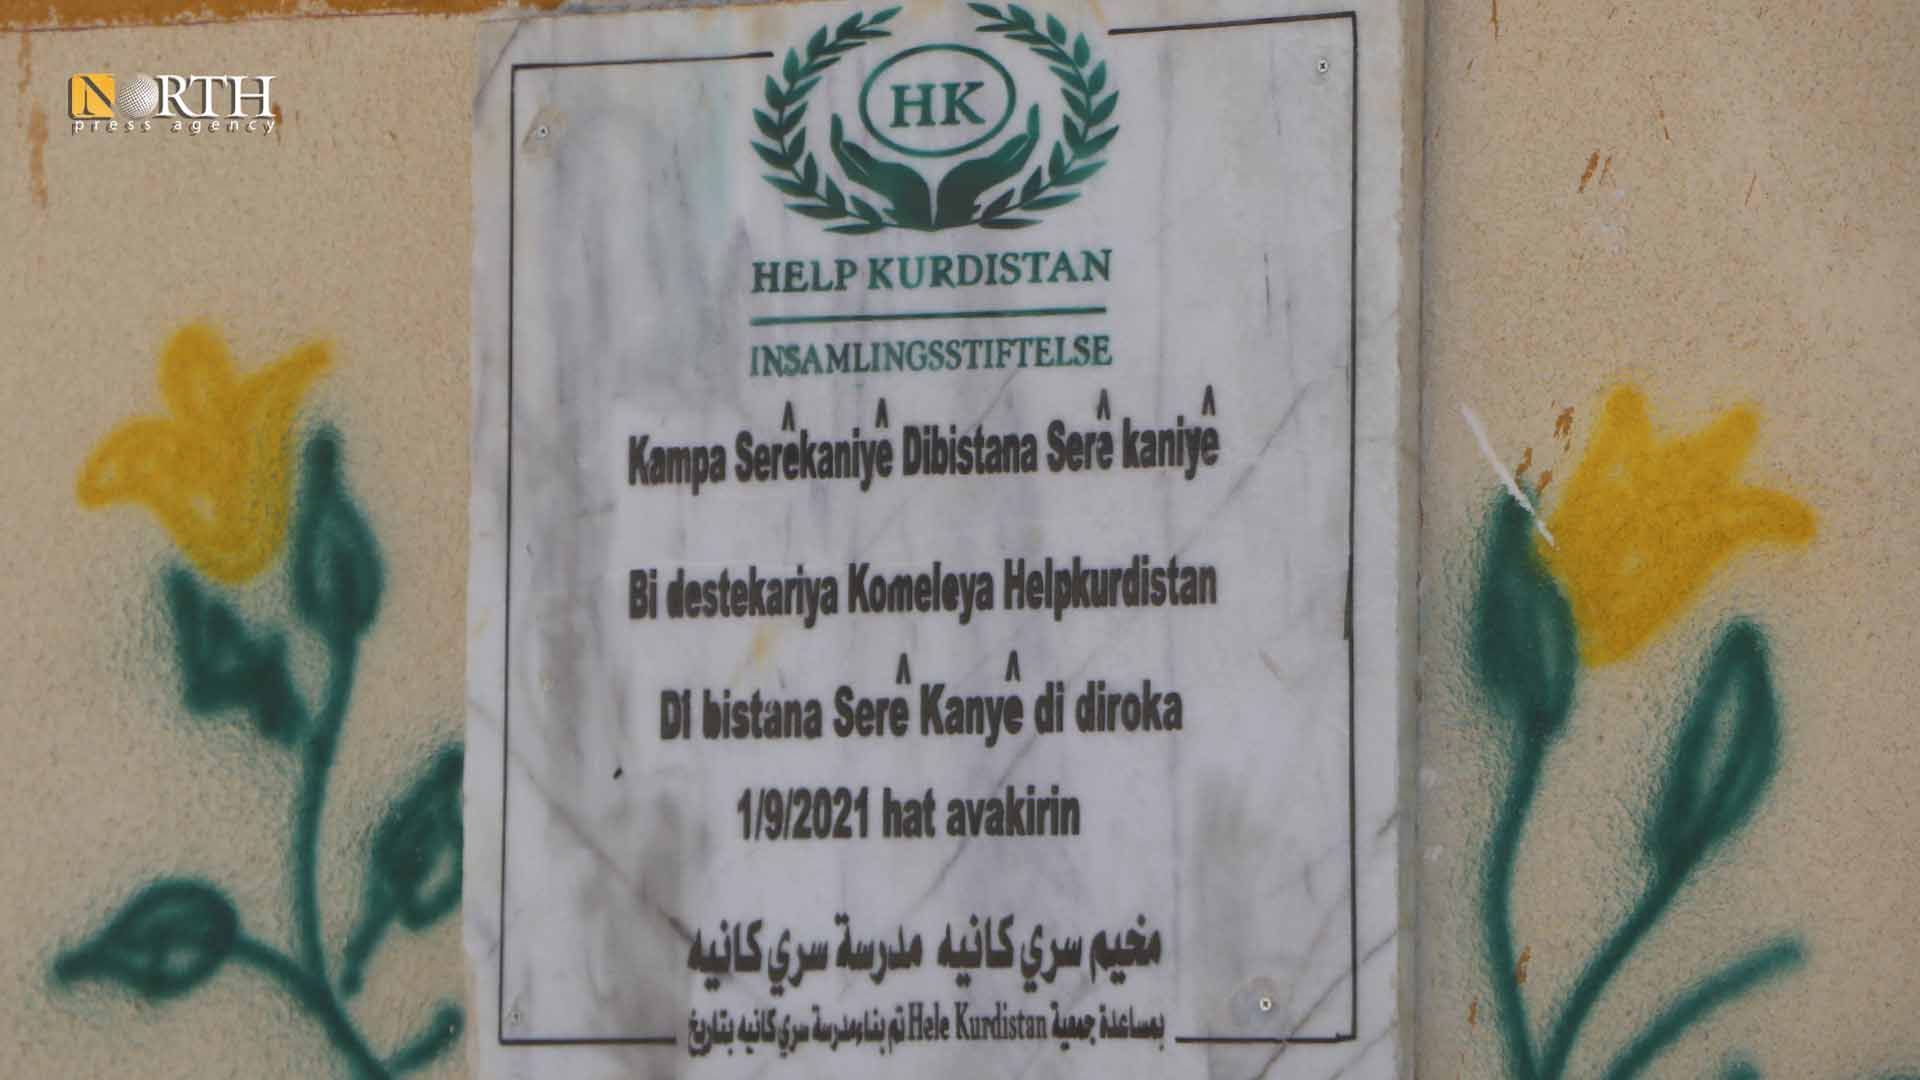 NORTH
press agency
HK
HELP KURDISTAN
INSAMLINGSSTIFTELSE
Kampa Serêkaniyê Dibistana Serê kaniyê
Bi destekariya Komeleya Helpkurdistan
Di bistana Serê Kanyê di diroka
1/9/2021 hat avakirin
مخيم سري كانيه مدرسة سري كانيه
بمساعدة جمعية Hele Kurdistan تم بناء مدرسة سري كانيه بتاريخ